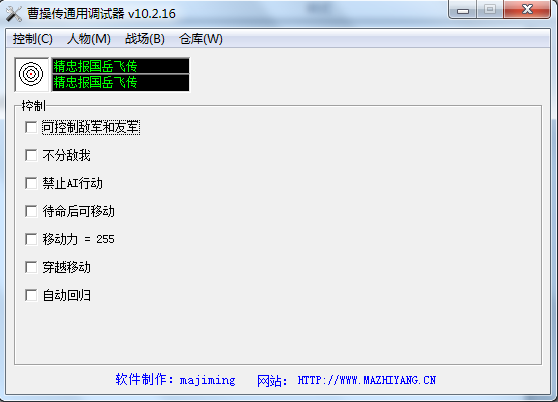 曹操传通用调试器 v10.2.16
控制(C) 人物(M) 战场(B) 仓库(W)
精忠报国岳飞传
精忠报国岳飞传
控制
可控制敌军和友军
不分敌我
禁止AI行动
待命后可移动
移动力 = 255
穿越移动
自动回归
软件制作：majiming 网站： HTTP://WWW.MAZHIYANG.CN